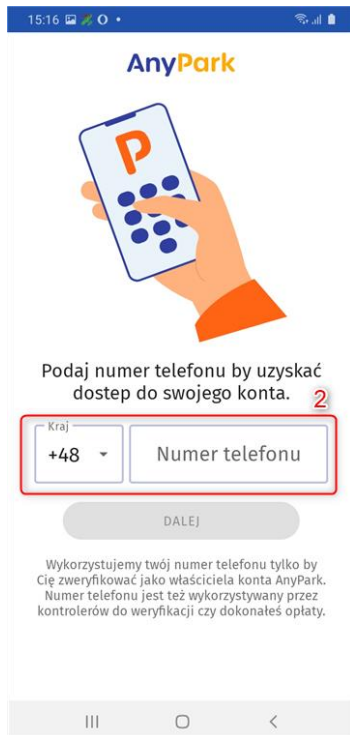 15:16
AnyPark
P
Podaj numer telefonu by uzyskać
dostep do swojego konta.
2
Kraj
+48
Numer telefonu
DALEJ
Wykorzystujemy twój numer telefonu tylko by
Cię zweryfikować jako właściciela konta AnyPark.
Numer telefonu jest też wykorzystywany przez
kontrolerów do weryfikacji czy dokonałeś opłaty.